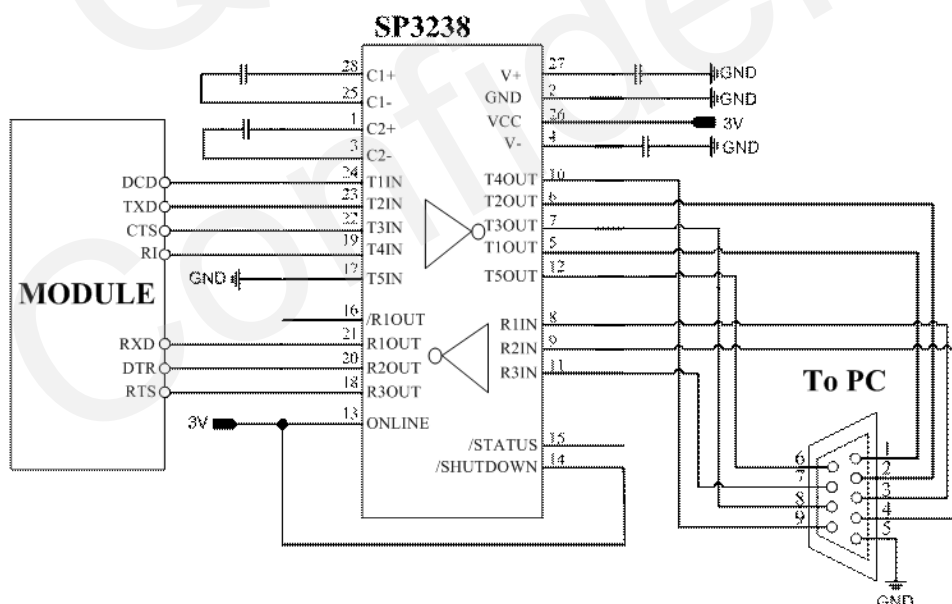 SP3238
28 C1+ V+ 27 GND
25 C1- GND 2 GND
1 C2+ VCC 26 3V
3 C2- V- 4 GND
DCD 24 T1IN T4OUT 10
TXD 23 T2IN T2OUT 6
CTS 22 T3IN T3OUT 7
RI 19 T4IN T1OUT 5
GND 17 T5IN T5OUT 12
MODULE
16 /R1OUT R1IN 8
RXD 21 R1OUT R2IN 9
DTR 20 R2OUT R3IN 11
RTS 18 R3OUT
To PC
3V 13 ONLINE
/STATUS 15
/SHUTDOWN 14
6 1
7 2
8 3
9 4
5
GND
Confiden